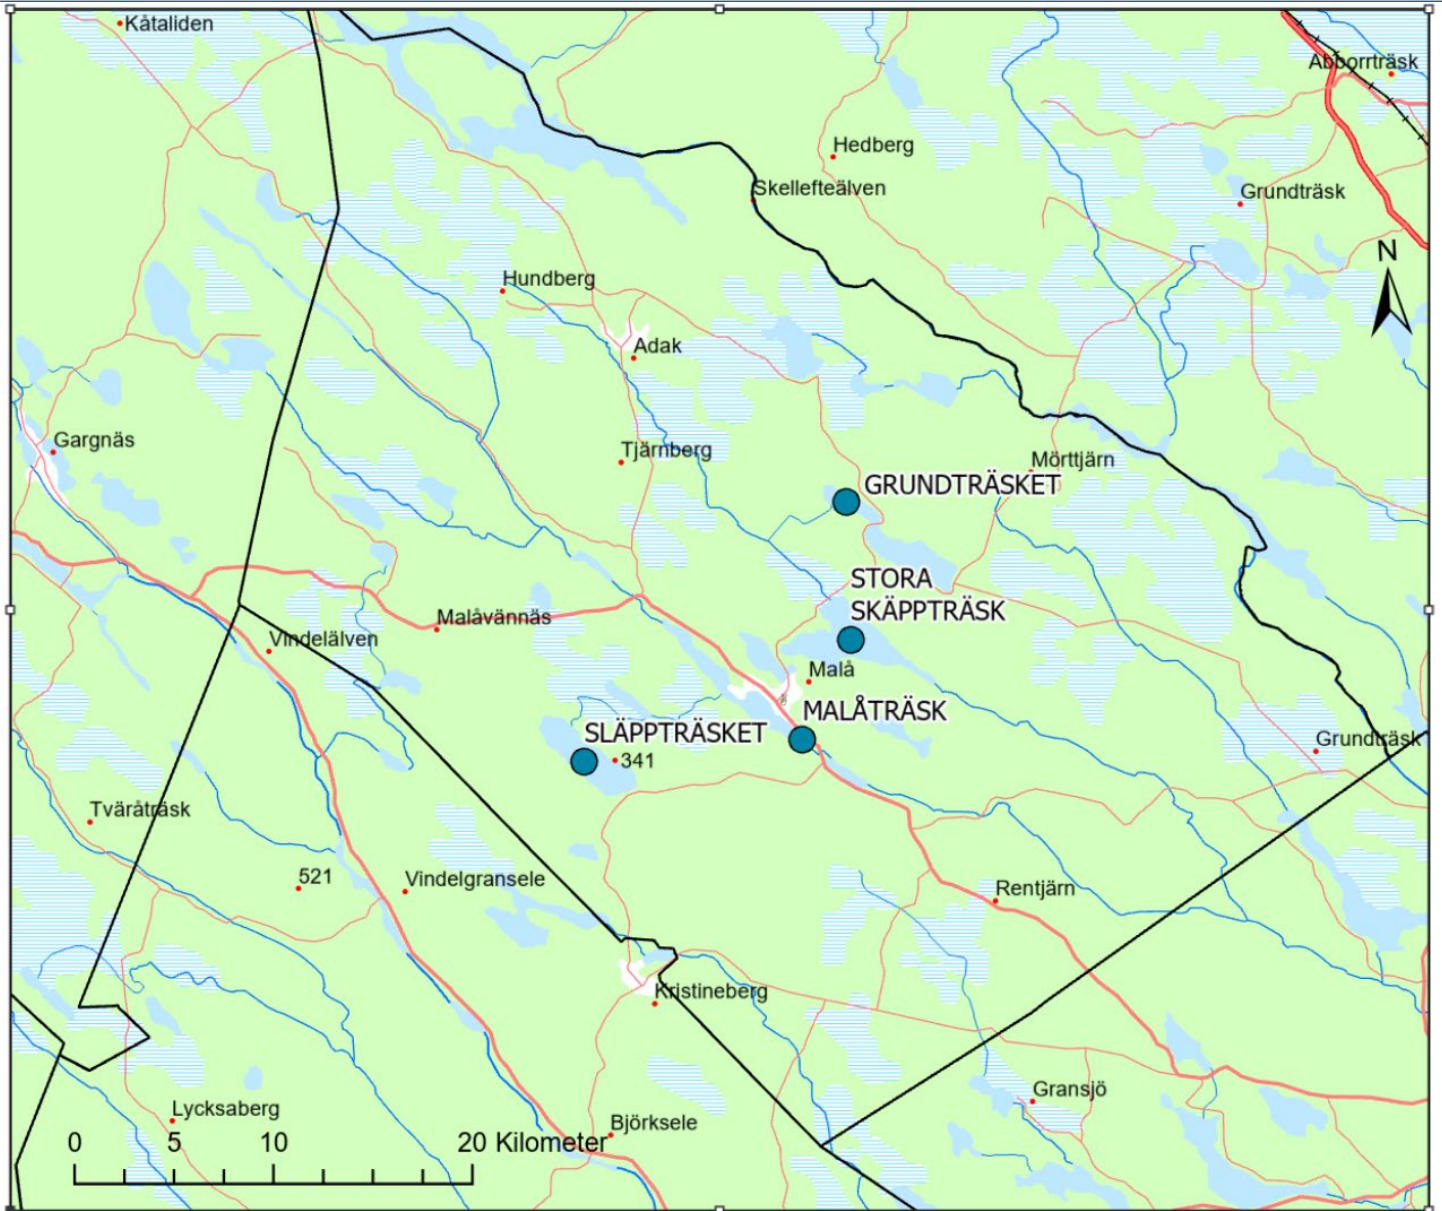 Kåtaliden
Abborrträsk
Hedberg
Skellefteälven
Grundträsk
N
Hundberg
Adak
Gargnäs
Tjärnberg
Mörttjärn
GRUNDTRÄSKET
STORA
SKÄPPTRÄSK
Malåvännäs
Vindelälven
Malå
MALÅTRÄSK
SLÄPPTRÄSKET
341
Grundträsk
Tväråträsk
521
Vindelgransele
Rentjärn
Kristineberg
Gransjö
Lycksaberg
Björksele
0 5 10 20 Kilometer